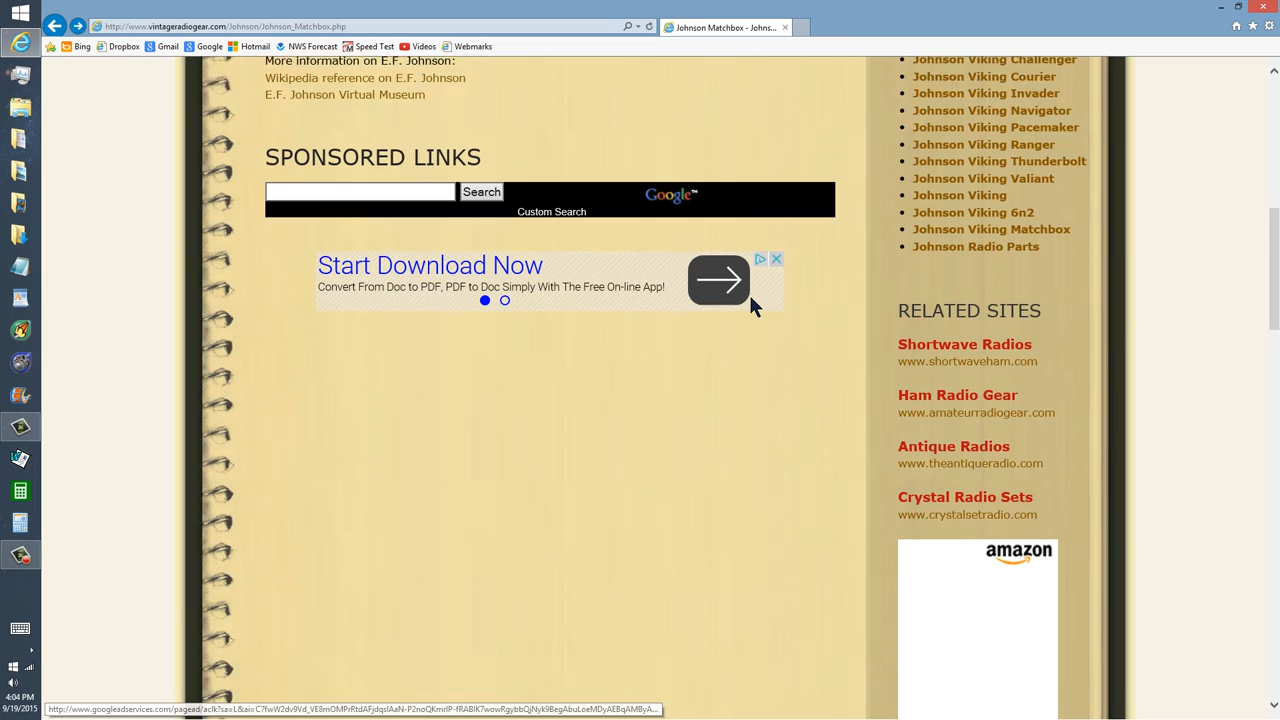 http://www.vintageradiogear.com/Johnson/Johnson_Matchbox.php
Johnson Matchbox - Johns...
Bing Dropbox Gmail Google Hotmail NWS Forecast Speed Test Videos Webmarks
More information on E.F. Johnson:
Wikipedia reference on E.F. Johnson
E.F. Johnson Virtual Museum
SPONSORED LINKS
Search
Google™
Custom Search
Start Download Now
Convert From Doc to PDF, PDF to Doc Simply With The Free On-line App!
Johnson Viking Challenger
Johnson Viking Courier
Johnson Viking Invader
Johnson Viking Navigator
Johnson Viking Pacemaker
Johnson Viking Ranger
Johnson Viking Thunderbolt
Johnson Viking Valiant
Johnson Viking
Johnson Viking 6n2
Johnson Viking Matchbox
Johnson Radio Parts
RELATED SITES
Shortwave Radios
www.shortwaveham.com
Ham Radio Gear
www.amateurradiogear.com
Antique Radios
www.theantiqueradio.com
Crystal Radio Sets
www.crystalsetradio.com
amazon
4:04 PM
9/19/2015